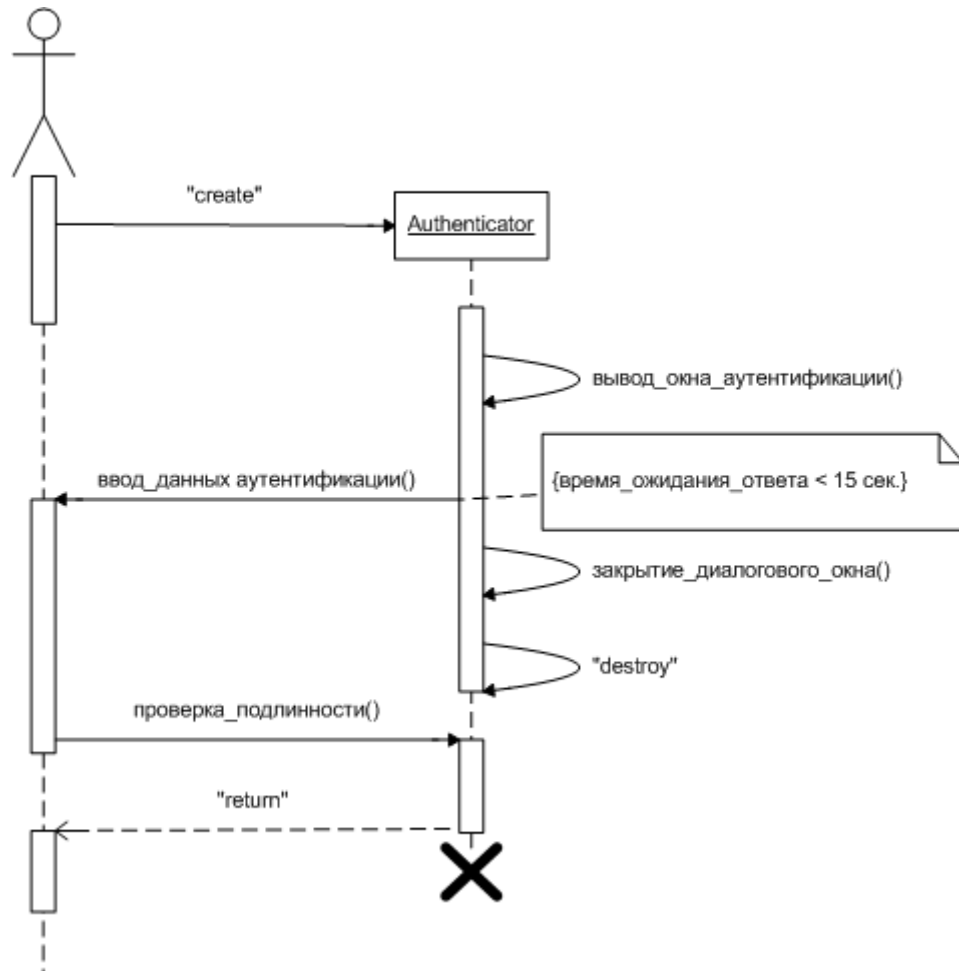 "create"
Authenticator
вывод_окна_аутентификации()
ввод_данных аутентификации()
{время_ожидания_ответа < 15 сек.}
закрытие_диалогового_окна()
"destroy"
проверка_подлинности()
"return"